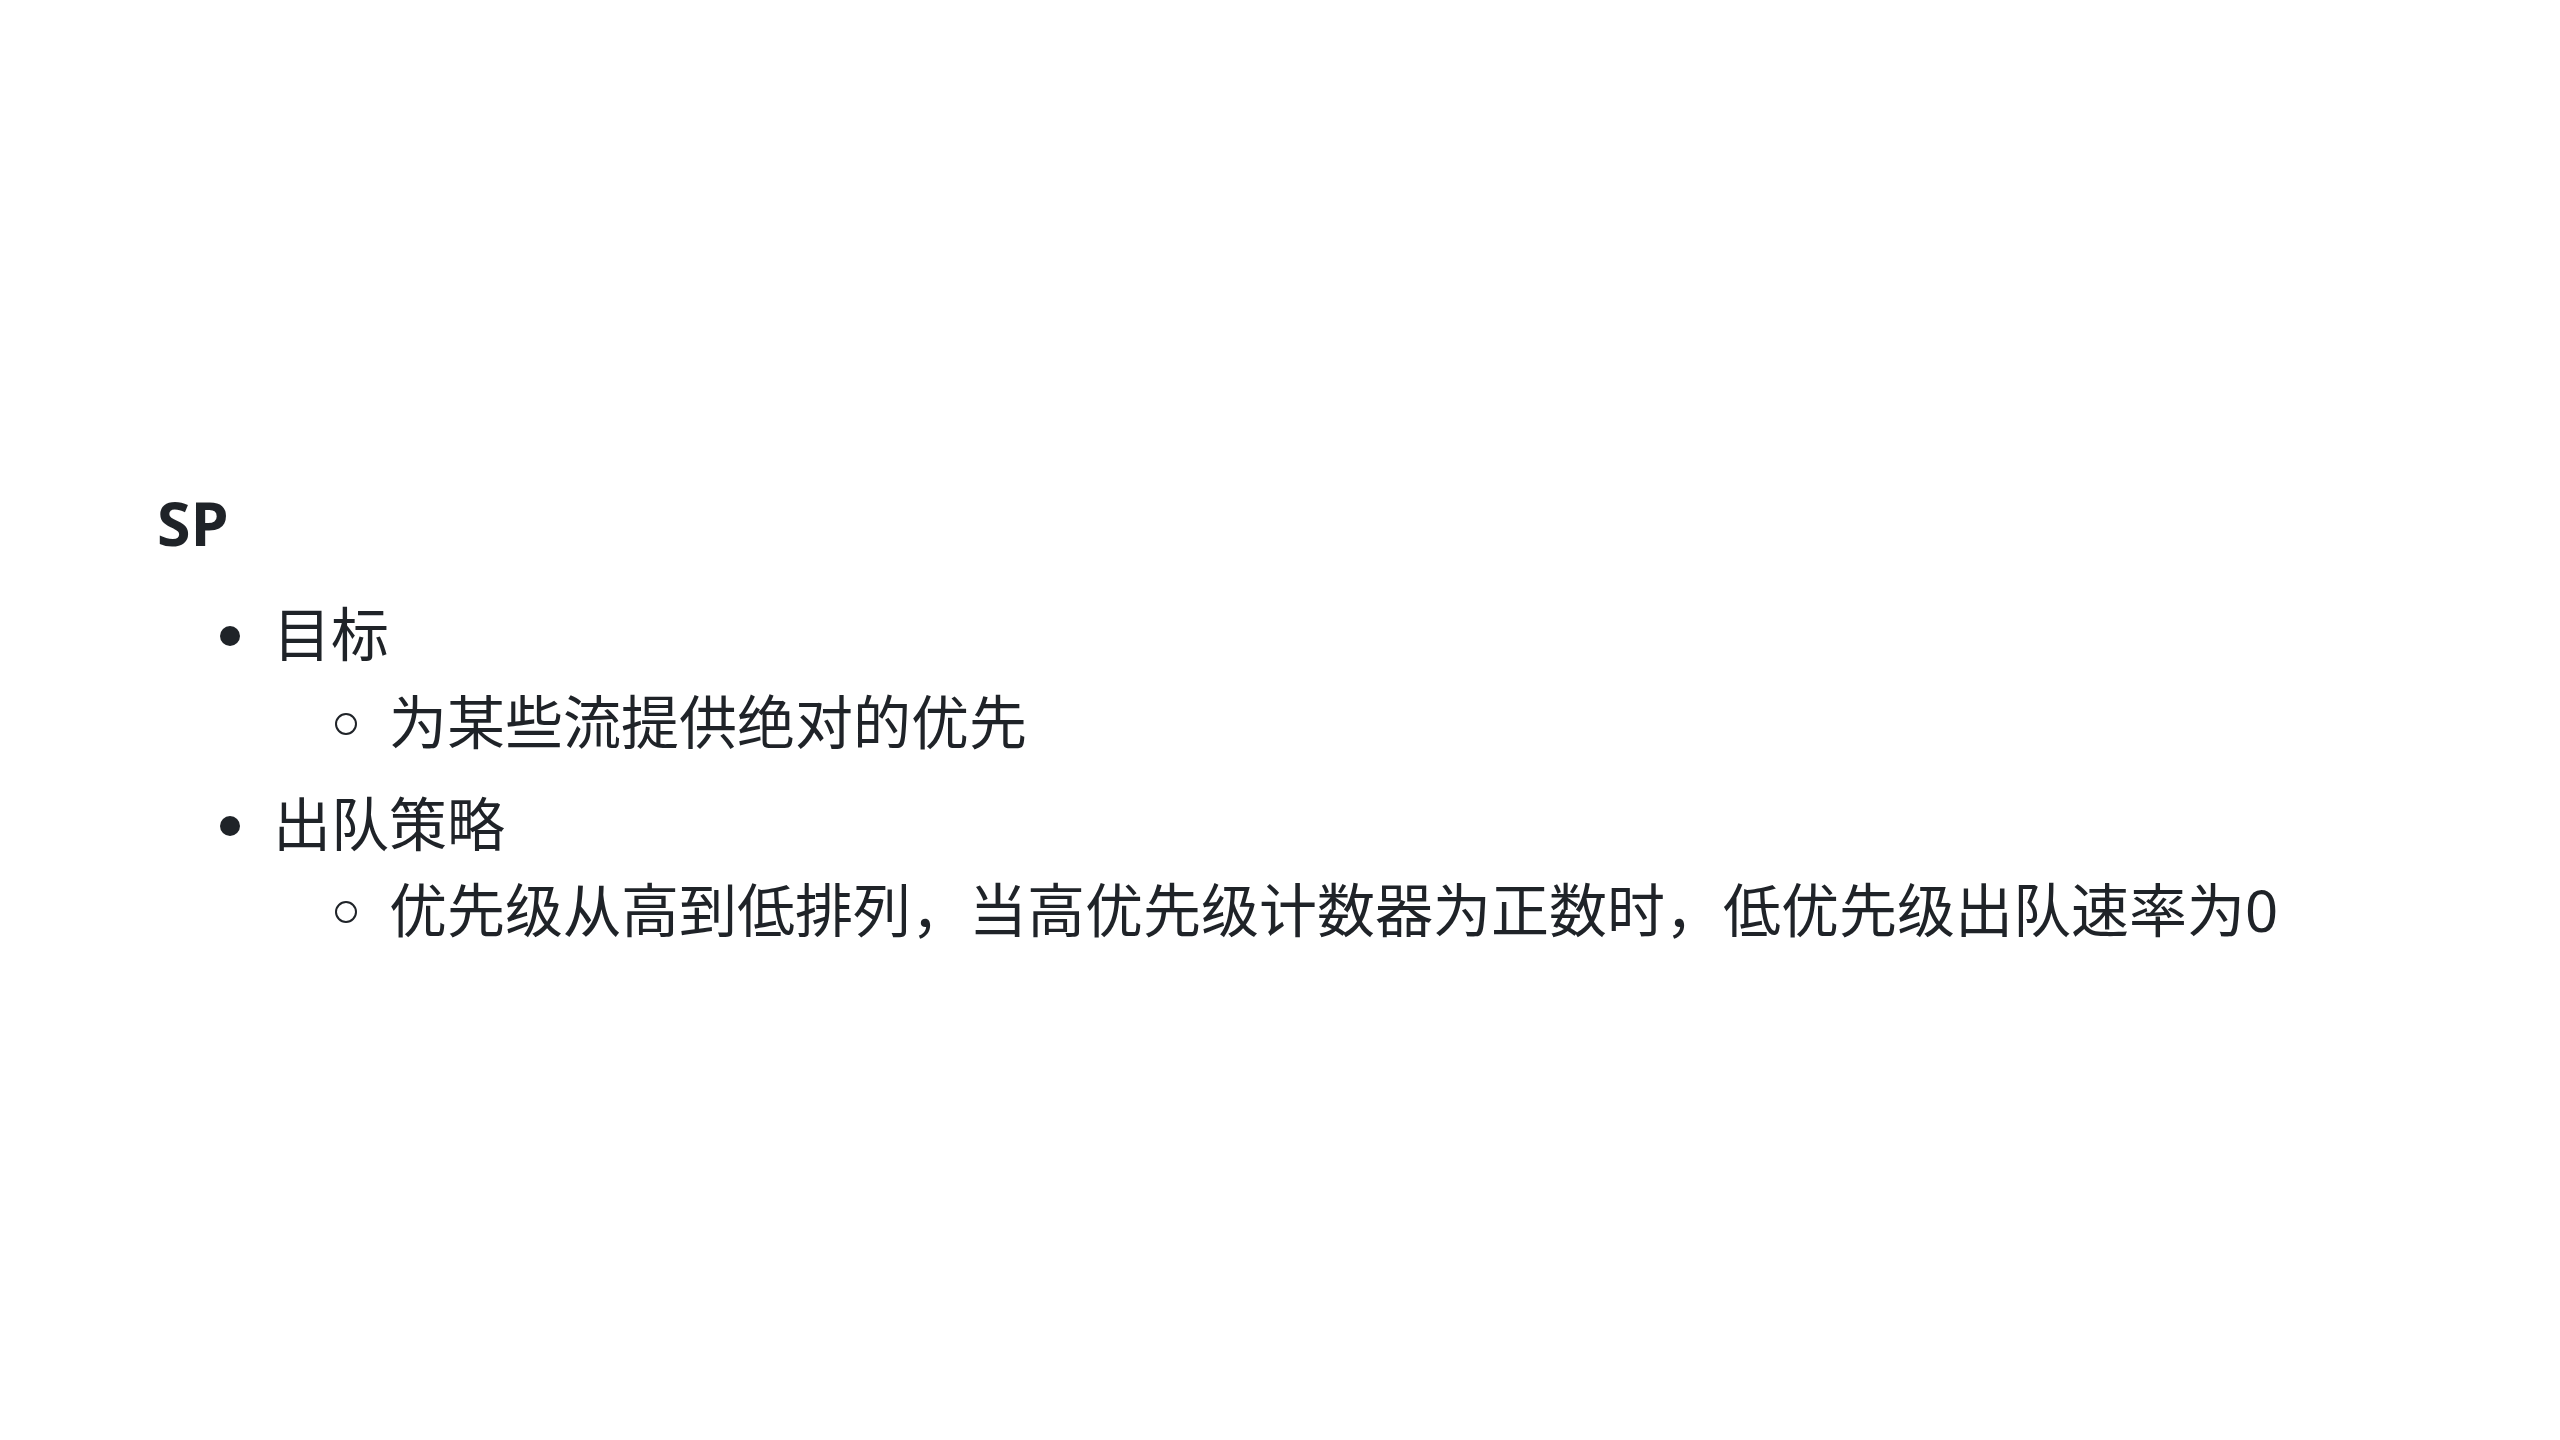 SP
目标
为某些流提供绝对的优先
出队策略
优先级从高到低排列，当高优先级计数器为正数时，低优先级出队速率为0